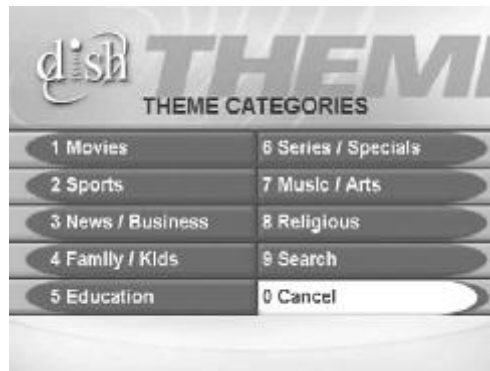 dish
THEME
THEME CATEGORIES
1 Movies
2 Sports
3 News / Business
4 Family / Kids
5 Education
6 Series / Specials
7 Music / Arts
8 Religious
9 Search
0 Cancel